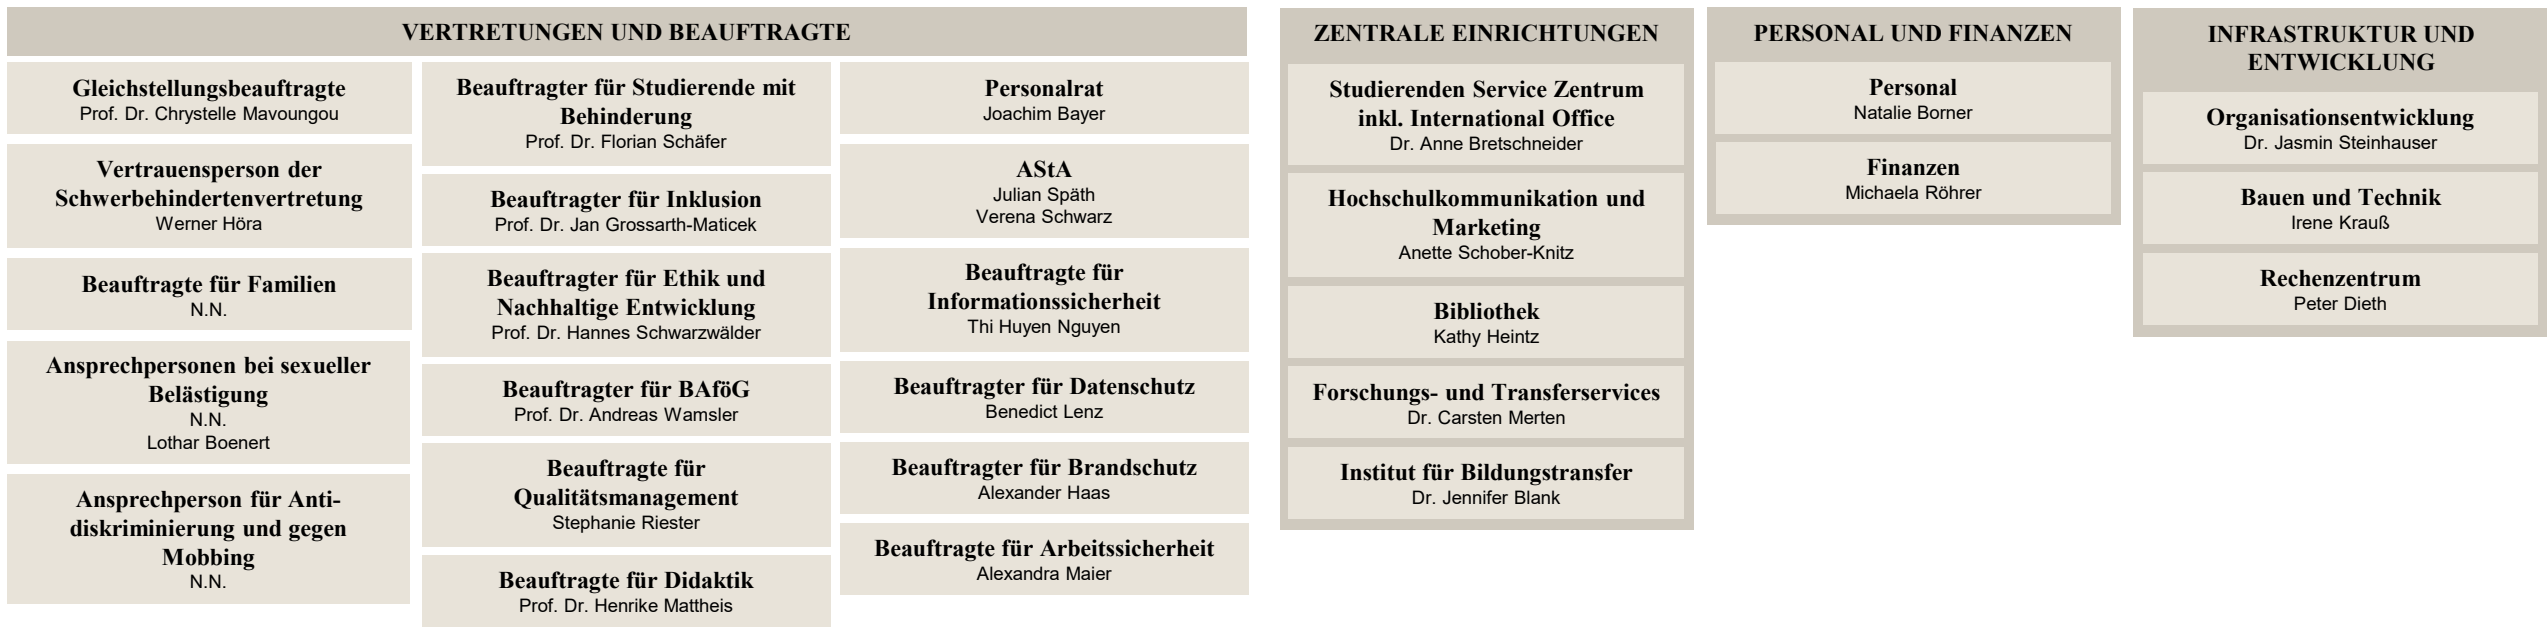 VERTRETUNGEN UND BEAUFTRAGTE
Gleichstellungsbeauftragte
Prof. Dr. Chrystelle Mavoungou
Vertrauensperson der
Schwerbehindertenvertretung
Werner Höra
Beauftragte für Familien
N.N.
Ansprechpersonen bei sexueller
Belästigung
N.N.
Lothar Boenert
Ansprechperson für Anti-
diskriminierung und gegen
Mobbing
N.N.
Beauftragter für Studierende mit
Behinderung
Prof. Dr. Florian Schäfer
Beauftragter für Inklusion
Prof. Dr. Jan Grossarth-Maticek
Beauftragter für Ethik und
Nachhaltige Entwicklung
Prof. Dr. Hannes Schwarzwälder
Beauftragter für BAföG
Prof. Dr. Andreas Wamsler
Beauftragte für
Qualitätsmanagement
Stephanie Riester
Beauftragte für Didaktik
Prof. Dr. Henrike Mattheis
Personalrat
Joachim Bayer
AStA
Julian Späth
Verena Schwarz
Beauftragte für
Informationssicherheit
Thi Huyen Nguyen
Beauftragter für Datenschutz
Benedict Lenz
Beauftragter für Brandschutz
Alexander Haas
Beauftragte für Arbeitssicherheit
Alexandra Maier
ZENTRALE EINRICHTUNGEN
Studierenden Service Zentrum
inkl. International Office
Dr. Anne Bretschneider
Hochschulkommunikation und
Marketing
Anette Schober-Knitz
Bibliothek
Kathy Heintz
Forschungs- und Transferservices
Dr. Carsten Merten
Institut für Bildungstransfer
Dr. Jennifer Blank
PERSONAL UND FINANZEN
Personal
Natalie Borner
Finanzen
Michaela Röhrer
INFRASTRUKTUR UND
ENTWICKLUNG
Organisationsentwicklung
Dr. Jasmin Steinhauser
Bauen und Technik
Irene Krauß
Rechenzentrum
Peter Dieth